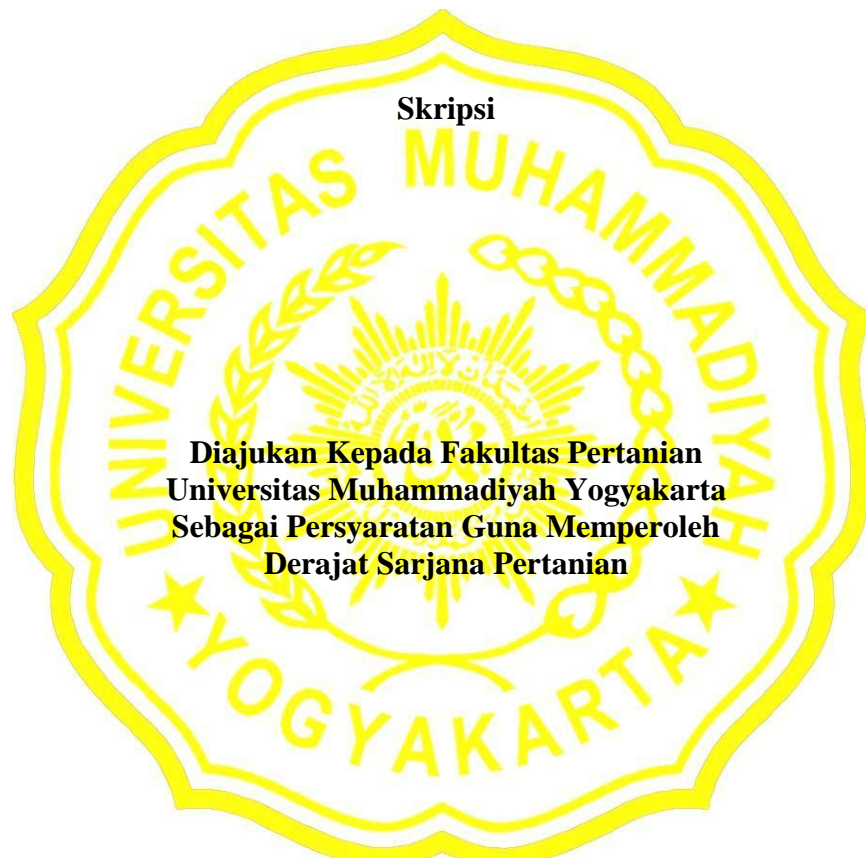 Skripsi
UNIVERSITAS MUHAMMADIYAH
YOGYAKARTA
Diajukan Kepada Fakultas Pertanian
Universitas Muhammadiyah Yogyakarta
Sebagai Persyaratan Guna Memperoleh
Derajat Sarjana Pertanian